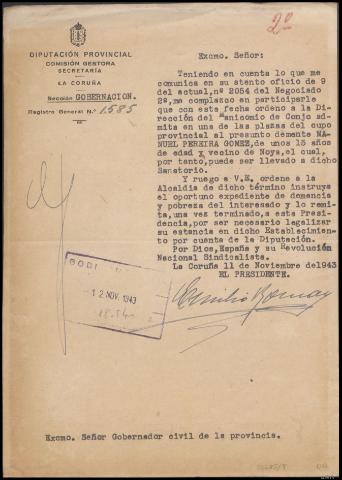 2º
DIPUTACIÓN PROVINCIAL
COMISIÓN GESTORA
SECRETARÍA
LA CORUÑA
Sección GOBERNACION.
Registro General N.º 1.585
Excmo. Señor:
Teniendo en cuenta lo que me
comunica en su atento oficio de 9
del actual, nº 2054 del Negociado
2º, me complazco en participarle
que con esta fecha ordeno a la Di-
rección del Manicomio de Conjo ad-
mita en una de las plazas del cupo
provincial al presunto demente MA-
NUEL PEREIRA GOMEZ, de unos 15 años
de edad y vecino de Noya, el cual,
por tanto, puede ser llevado a dicho
Sanatorio.
Y ruego a V.E. ordene a la
Alcaldia de dicho término instruya
el oportuno expediente de demencia
y pobreza del interesado y lo remi-
ta, una vez terminado, a esta Presi-
dencia, por ser necesario legalizar
su estancia en dicho Establecimien-
to por cuenta de la Diputación.
Por Dios, España y su Revolución
Nacional Sindicalista.
La Coruña 11 de Noviembre del 1943
EL PRESIDENTE.
12 NOV. 1943
Excmo. Señor Gobernador civil de la provincia.